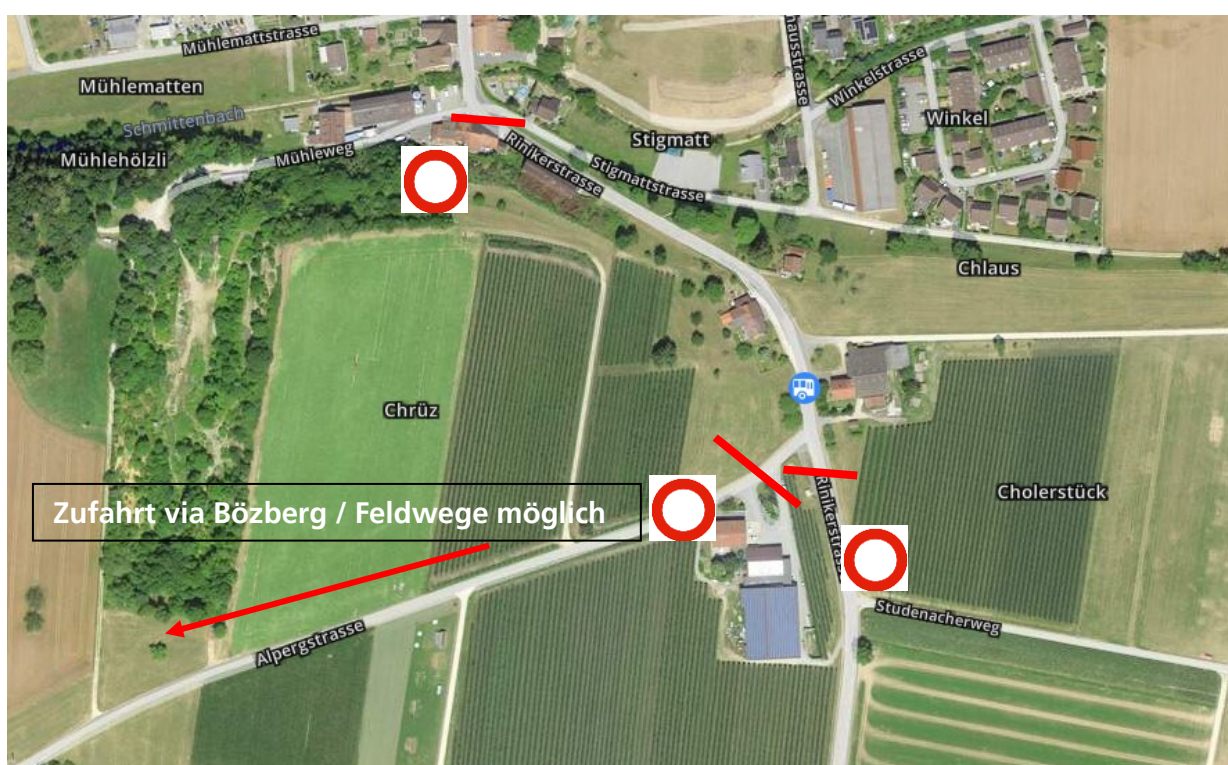 Mühlemattstrasse
Mühlematten
Schmittenbach
Mühlehölzli
Mühleweg
Rinikerstrasse
Stigmattstrasse
Stigmatt
Winkelstrasse
Winkel
Chlaus
Chrüz
Zufahrt via Bözberg / Feldwege möglich
Cholerstück
Rinikerstrasse
Studenacherweg
Alpergstrasse